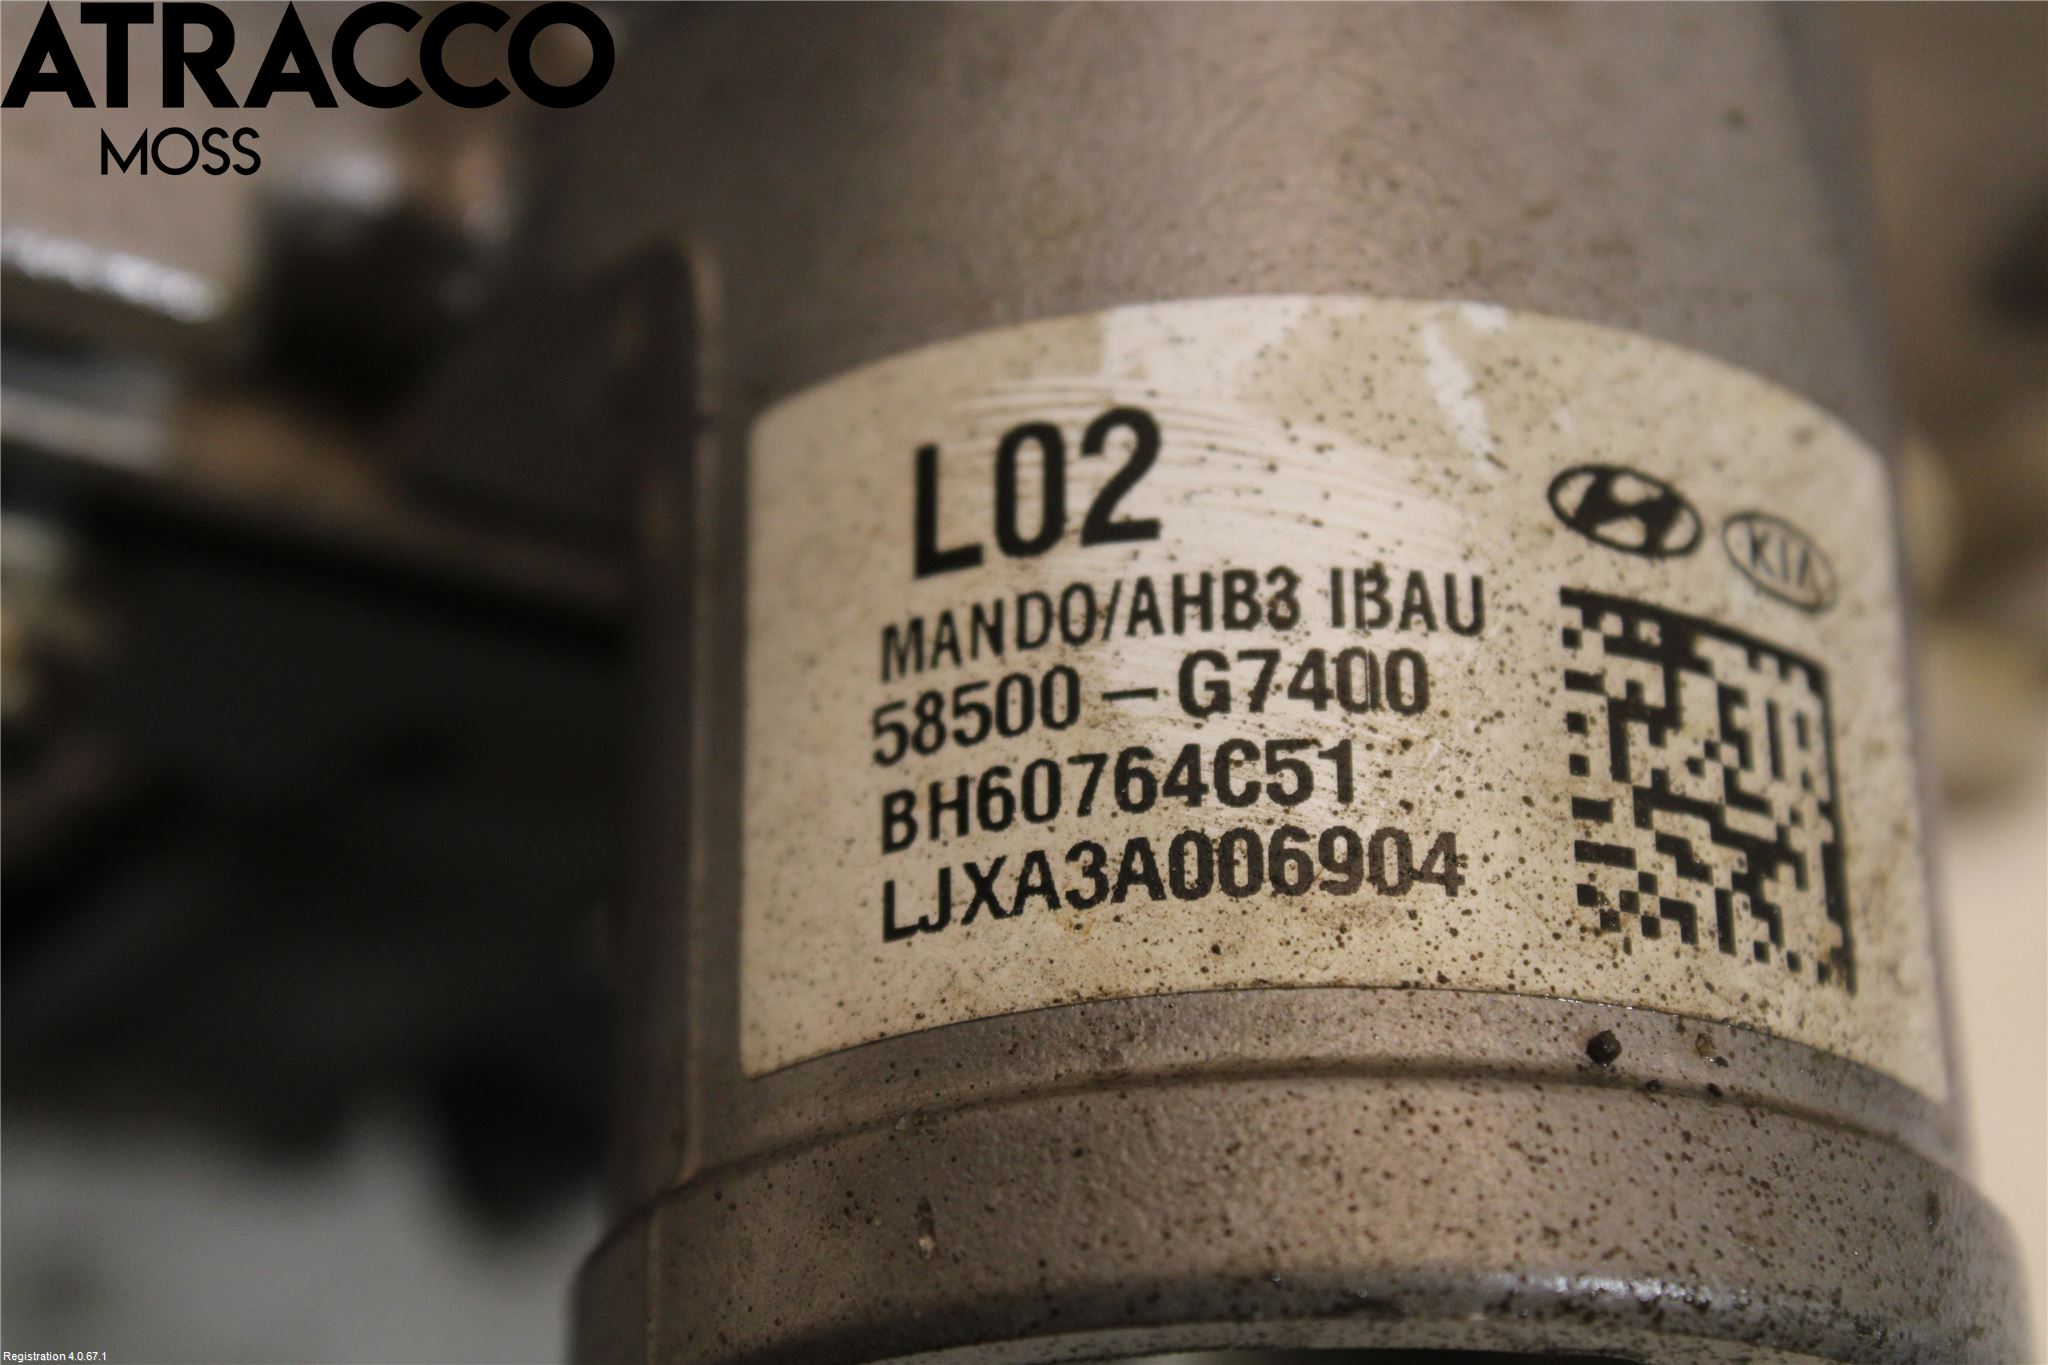 ATRACCO
MOSS
L02
KIA
MANDO/AHB3 IBAU
58500-G7400
BH60764C51
LJXA3A006904
Registration 4.0.67.1